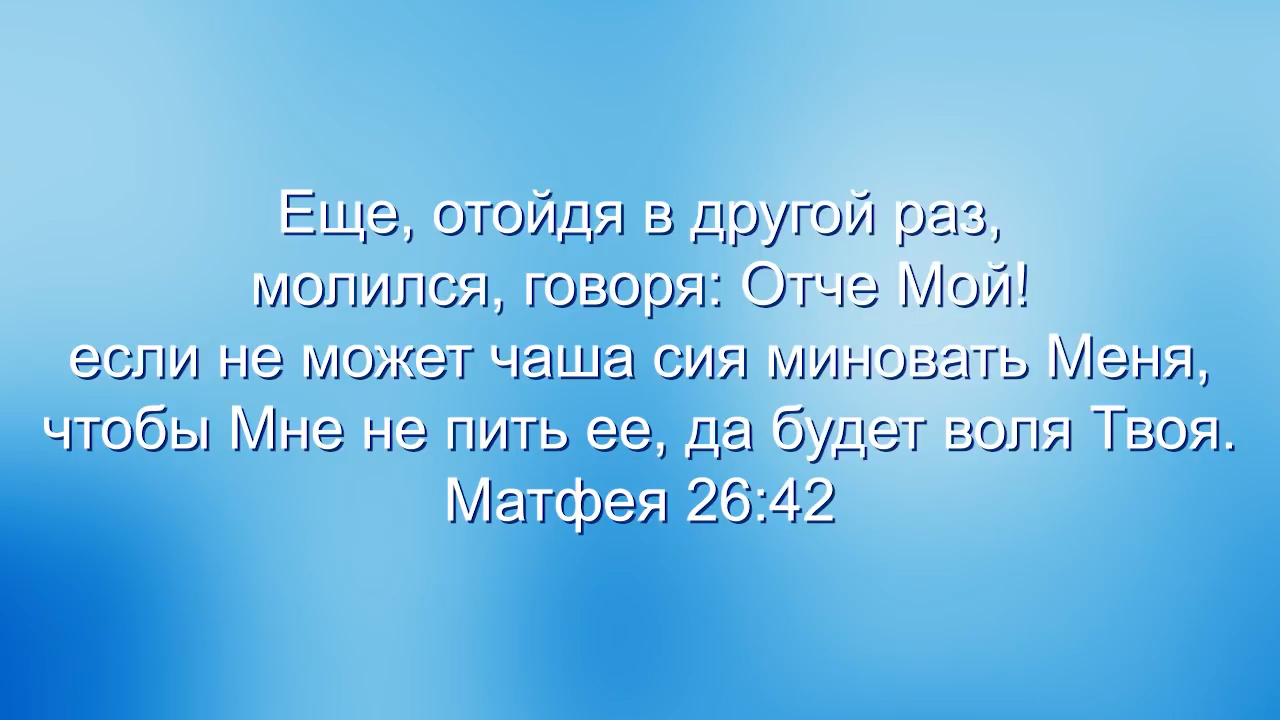 Еще, отойдя в другой раз,
молился, говоря: Отче Мой!
если не может чаша сия миновать Меня,
чтобы Мне не пить ее, да будет воля Твоя.
Матфея 26:42